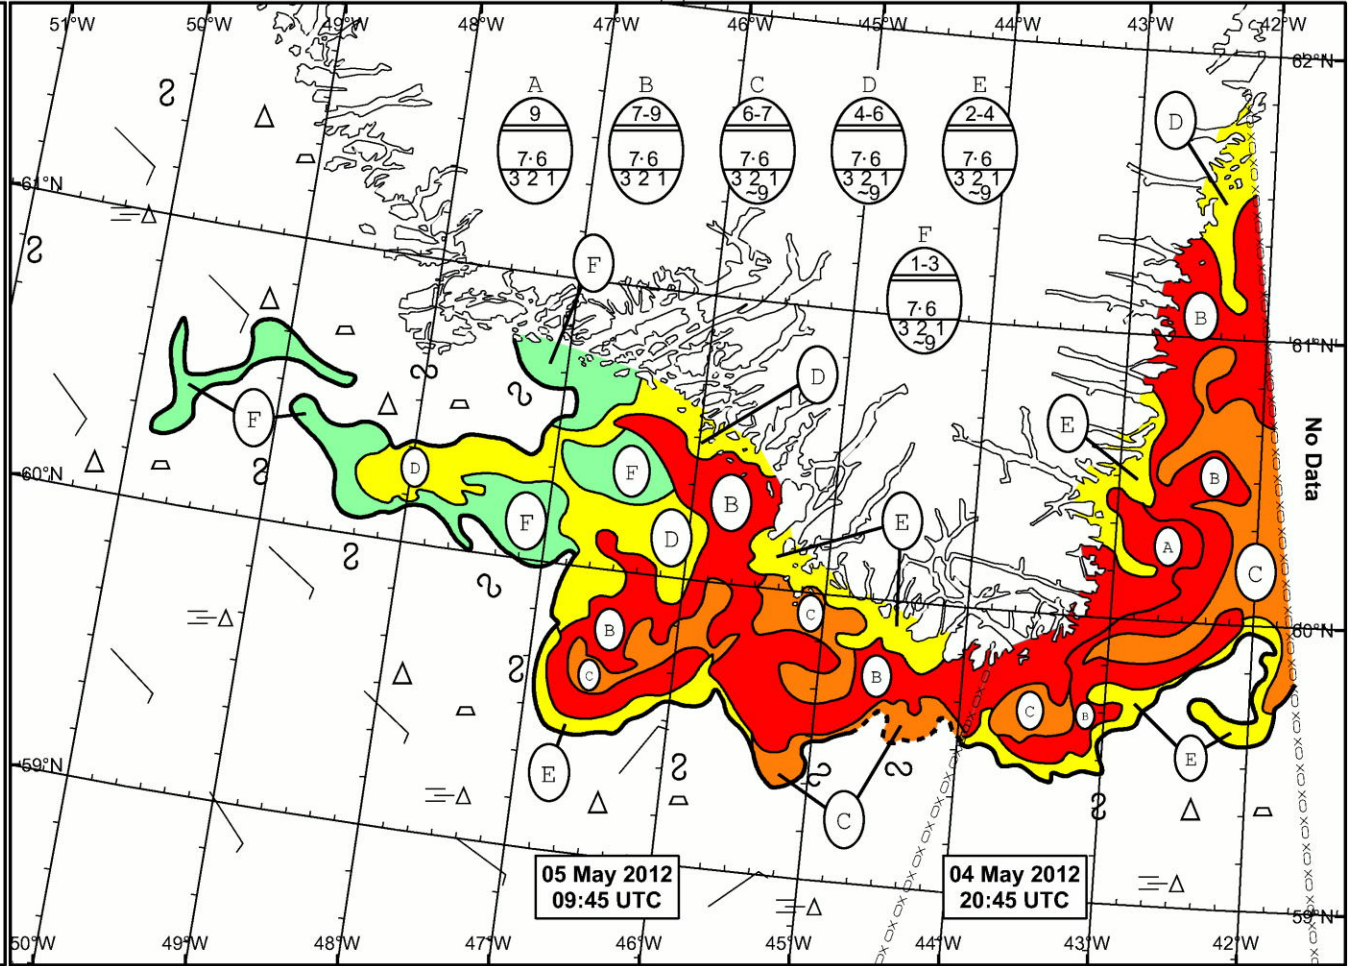 51°W 50°W 49°W 48°W 47°W 46°W 45°W 44°W 43°W 42°W
62°N
A B C D E
9 7-9 6-7 4-6 2-4
7·6 7·6 7·6 7·6 7·6
3 2 1 3 2 1 3 2 1 3 2 1 3 2 1
~9 ~9 ~9
D
61°N
F
1-3
7·6
3 2 1
~9
F
B
61°N
D
F
E
No Data
D
F
B
B
60°N
F
D
E
A
C
B
C
60°N
C
B
C
B
E
E
59°N
C
05 May 2012
09:45 UTC
04 May 2012
20:45 UTC
59°N
50°W 49°W 48°W 47°W 46°W 45°W 44°W 43°W 42°W